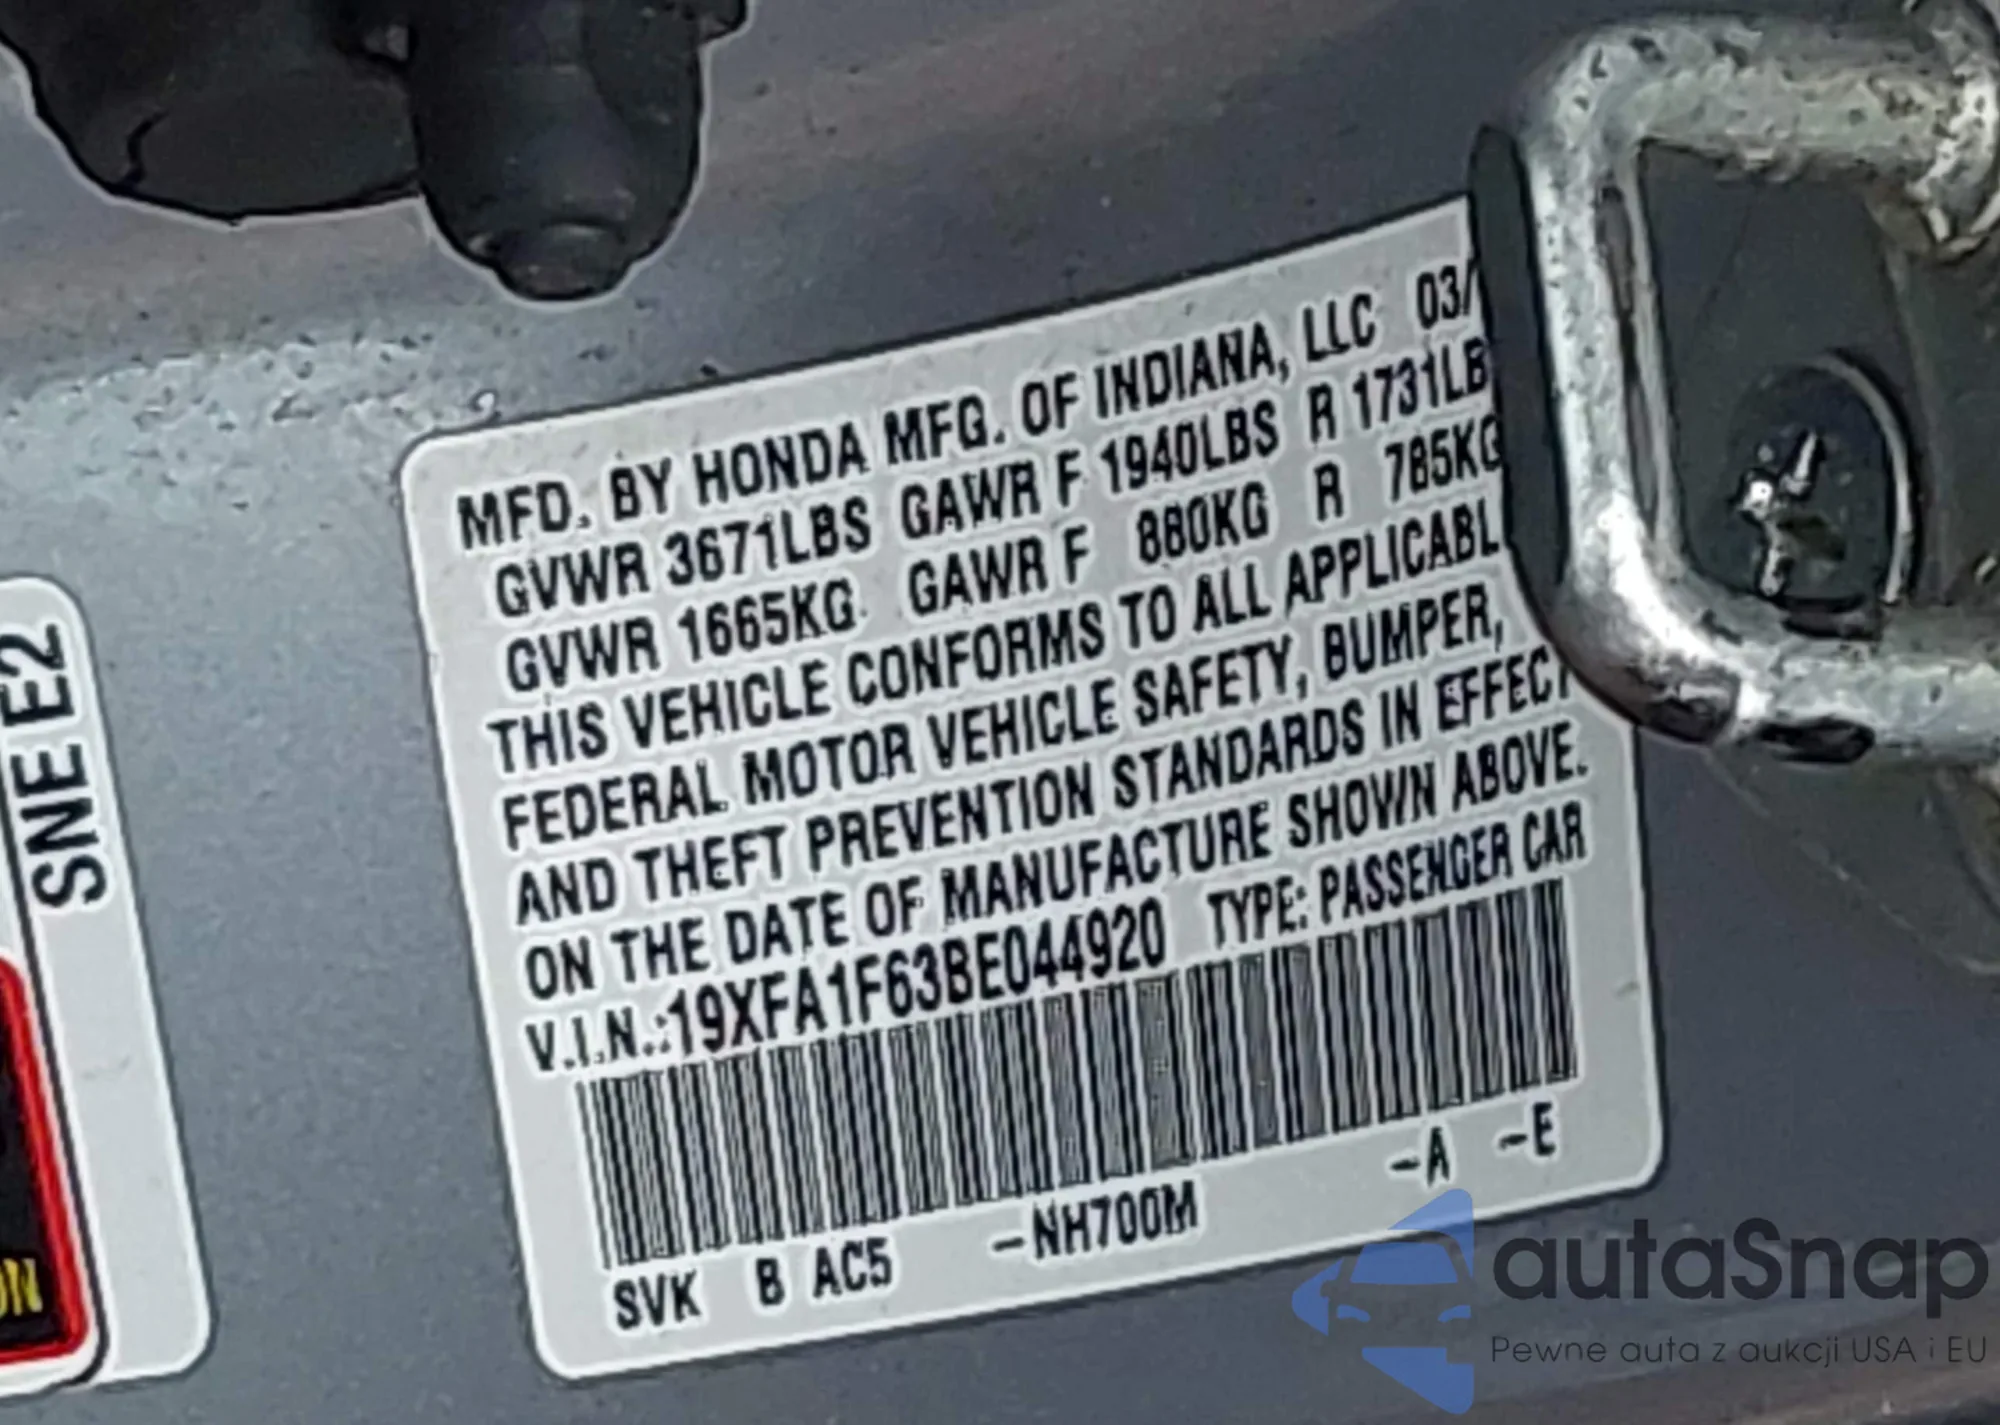 MFD. BY HONDA MFG. OF INDIANA, LLC 03/
GVWR 3671LBS GAWR F 1940LBS R 1731LB
GVWR 1665KG GAWR F 880KG R 785KG
THIS VEHICLE CONFORMS TO ALL APPLICABL
FEDERAL MOTOR VEHICLE SAFETY, BUMPER,
AND THEFT PREVENTION STANDARDS IN EFFECT
ON THE DATE OF MANUFACTURE SHOWN ABOVE.
V.I.N.:19XFA1F63BE044920 TYPE: PASSENGER CAR
SVK B AC5 -NH700M -A -E
SNE E2
ON
autaSnap
Pewne auta z aukcji USA i EU